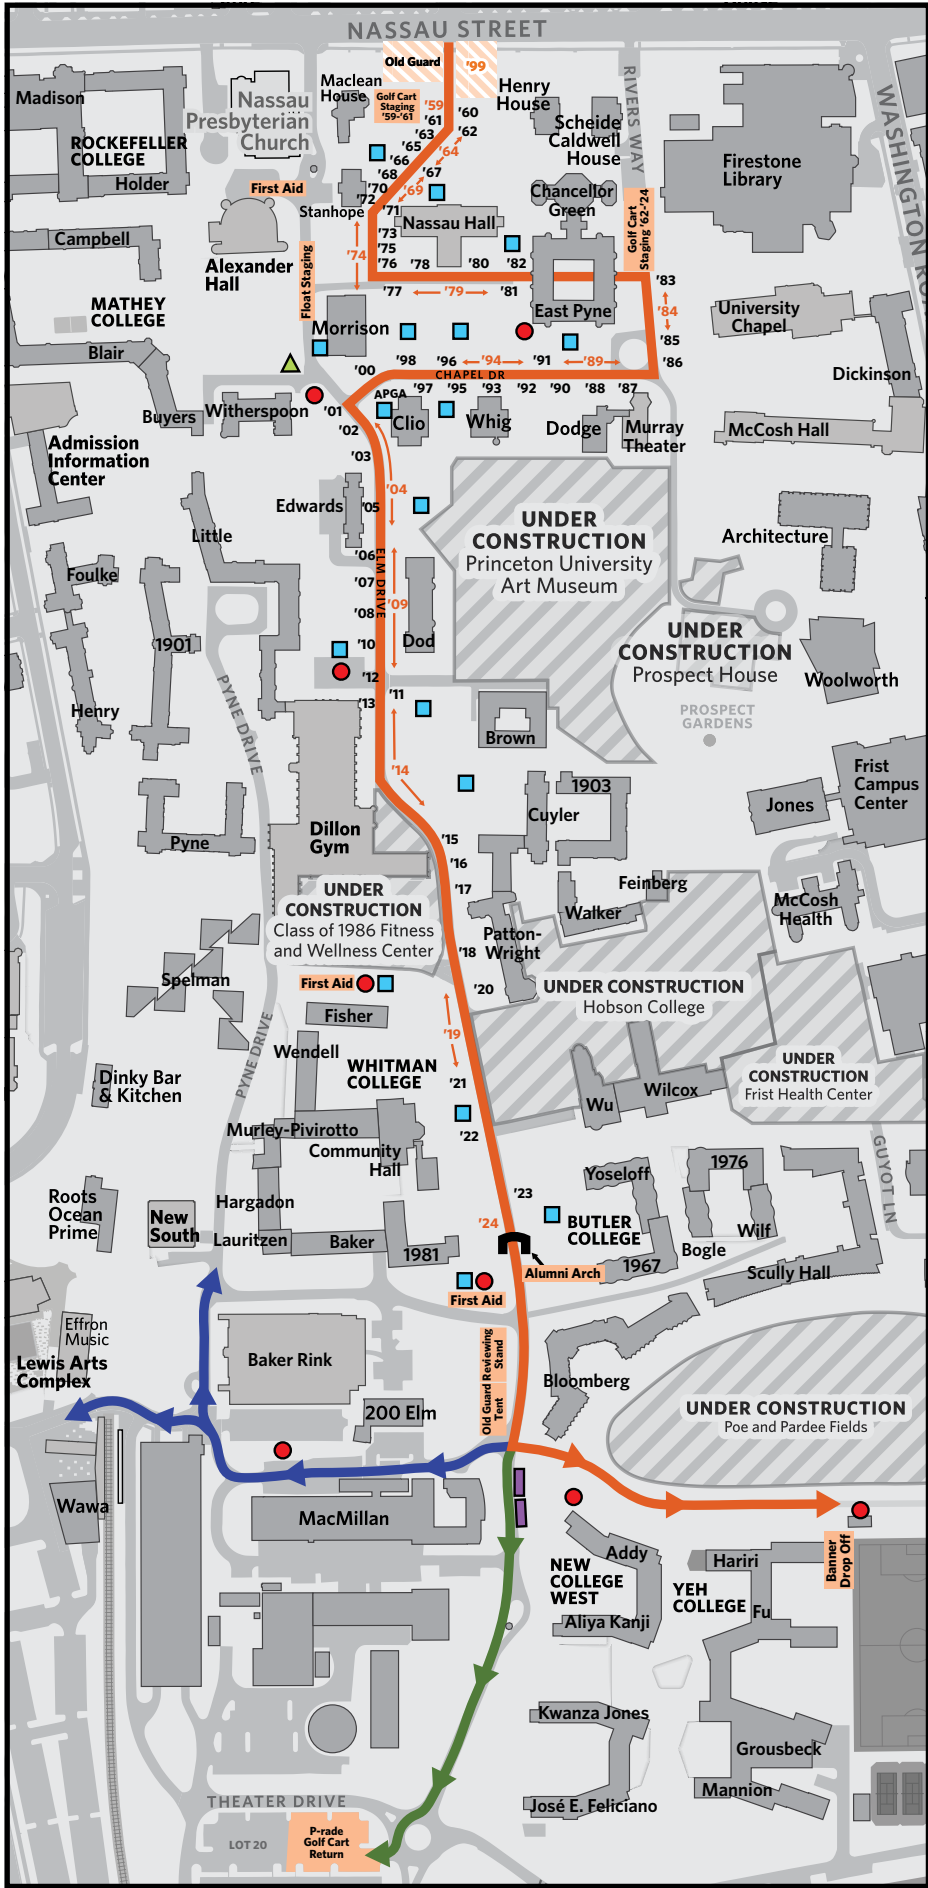 NASSAU STREET
Old Guard
'99
RIVERS WAY
WASHINGTON ROAD
Madison
ROCKEFELLER
COLLEGE
Holder
Nassau
Presbyterian
Church
Maclean
House
Golf Cart
Staging
'59-'61
Henry
House
Scheide
Caldwell
House
Firestone
Library
'59
'60
'61
'62
'63
'64
'65
'66
'67
'68
'69
'70
'71
'72
'73
'74
'75
'76
'77
'78
'79
'80
'81
'82
First Aid
Stanhope
Nassau Hall
Chancellor
Green
Golf Cart
Staging '62-'24
Campbell
Alexander
Hall
Float Staging
East Pyne
'83
'84
'85
'86
MATHEY
COLLEGE
Morrison
University
Chapel
Blair
'00
'98
'96
'94
'91
'89
CHAPEL DR
'97
'95
'93
'92
'90
'88
'87
Dickinson
Buyers
Witherspoon
'01
APGA
Clio
Whig
Dodge
Murray
Theater
McCosh Hall
Admission
Information
Center
'02
'03
'04
Edwards
'05
Little
UNDER
CONSTRUCTION
Princeton University
Art Museum
Architecture
Foulke
'06
'07
'08
'09
'10
ELM DRIVE
Dod
1901
UNDER
CONSTRUCTION
Prospect House
Woolworth
Henry
PYNE DRIVE
'12
'11
'13
Brown
PROSPECT
GARDENS
'14
Frist
Campus
Center
Jones
1903
Cuyler
Pyne
Dillon
Gym
'15
'16
'17
UNDER
CONSTRUCTION
Class of 1986 Fitness
and Wellness Center
Feinberg
Walker
McCosh
Health
Patton-
Wright
'18
Spelman
First Aid
'20
UNDER CONSTRUCTION
Hobson College
Fisher
'19
PYNE DRIVE
Wendell
WHITMAN
COLLEGE
Dinky Bar
& Kitchen
'21
Wu
Wilcox
UNDER
CONSTRUCTION
Frist Health Center
Murley-Pivirotto
Community
Hall
'22
GUYOT LN
Roots
Ocean
Prime
New
South
Hargadon
Lauritzen
Baker
1981
'23
'24
Yoseloff
1976
BUTLER
COLLEGE
Wilf
Bogle
1967
Scully Hall
Alumni Arch
First Aid
Effron
Music
Lewis Arts
Complex
Baker Rink
Old Guard Reviewing
Tent Stand
Bloomberg
200 Elm
UNDER CONSTRUCTION
Poe and Pardee Fields
Wawa
MacMillan
Addy
Hariri
Banner
Drop Off
NEW
COLLEGE
WEST
YEH
COLLEGE
Fu
Aliya Kanji
Kwanza Jones
Grousbeck
Mannion
José E. Feliciano
THEATER DRIVE
LOT 20
P-rade
Golf Cart
Return